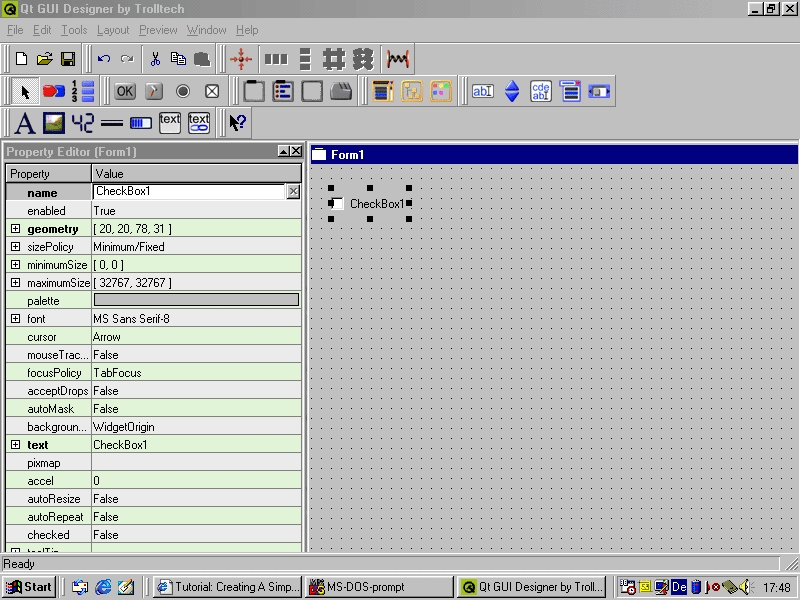 Qt GUI Designer by Trolltech
File Edit Tools Layout Preview Window Help
1 2 3 OK abI cde abI
A 42 text text
Property Editor (Form1)
Form1
Property Value
name CheckBox1
CheckBox1
enabled True
geometry [ 20, 20, 78, 31 ]
sizePolicy Minimum/Fixed
minimumSize [ 0, 0 ]
maximumSize [ 32767, 32767 ]
palette
font MS Sans Serif-8
cursor Arrow
mouseTrac... False
focusPolicy TabFocus
acceptDrops False
autoMask False
backgroun... WidgetOrigin
text CheckBox1
pixmap
accel 0
autoResize False
autoRepeat False
checked False
toolTip
Ready
Start Tutorial: Creating A Simp... MS-DOS-prompt Qt GUI Designer by Troll... De 17:48